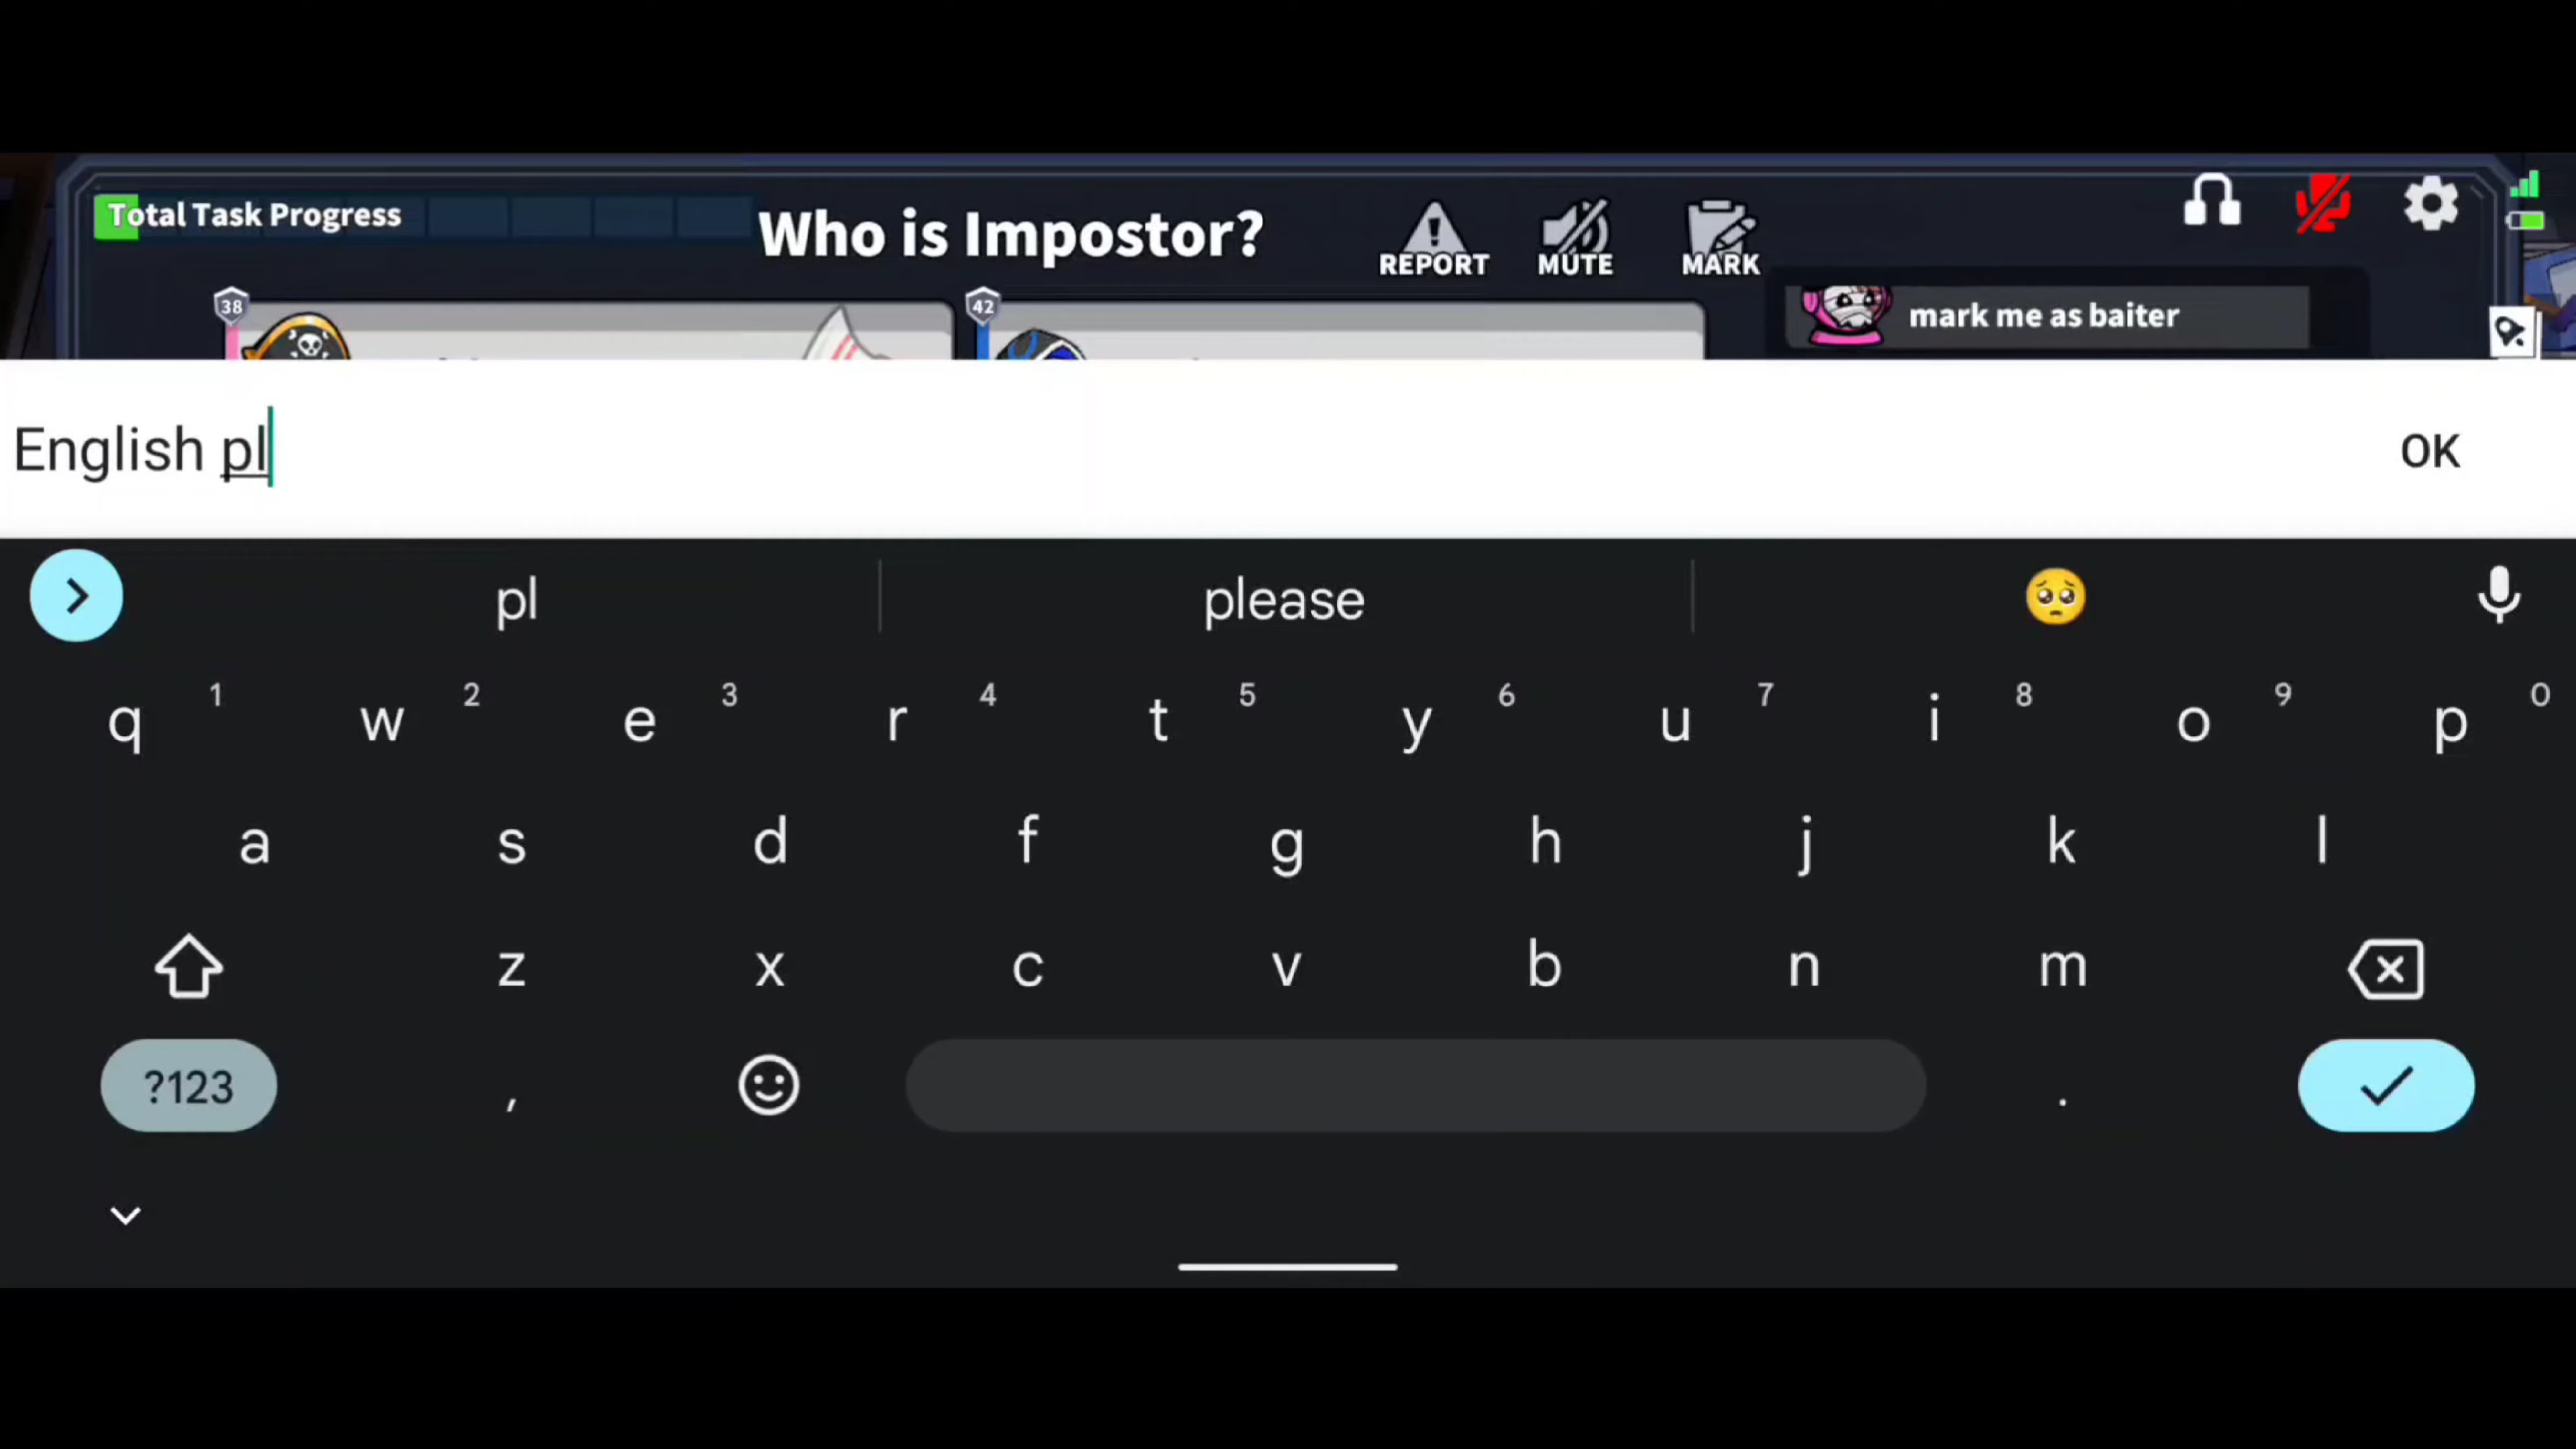 Total Task Progress
Who is Impostor?
REPORT
MUTE
MARK
38
42
mark me as baiter
English pl
OK
pl
please
q 1 w 2 e 3 r 4 t 5 y 6 u 7 i 8 o 9 p 0
a s d f g h j k l
z x c v b n m
?123 , .